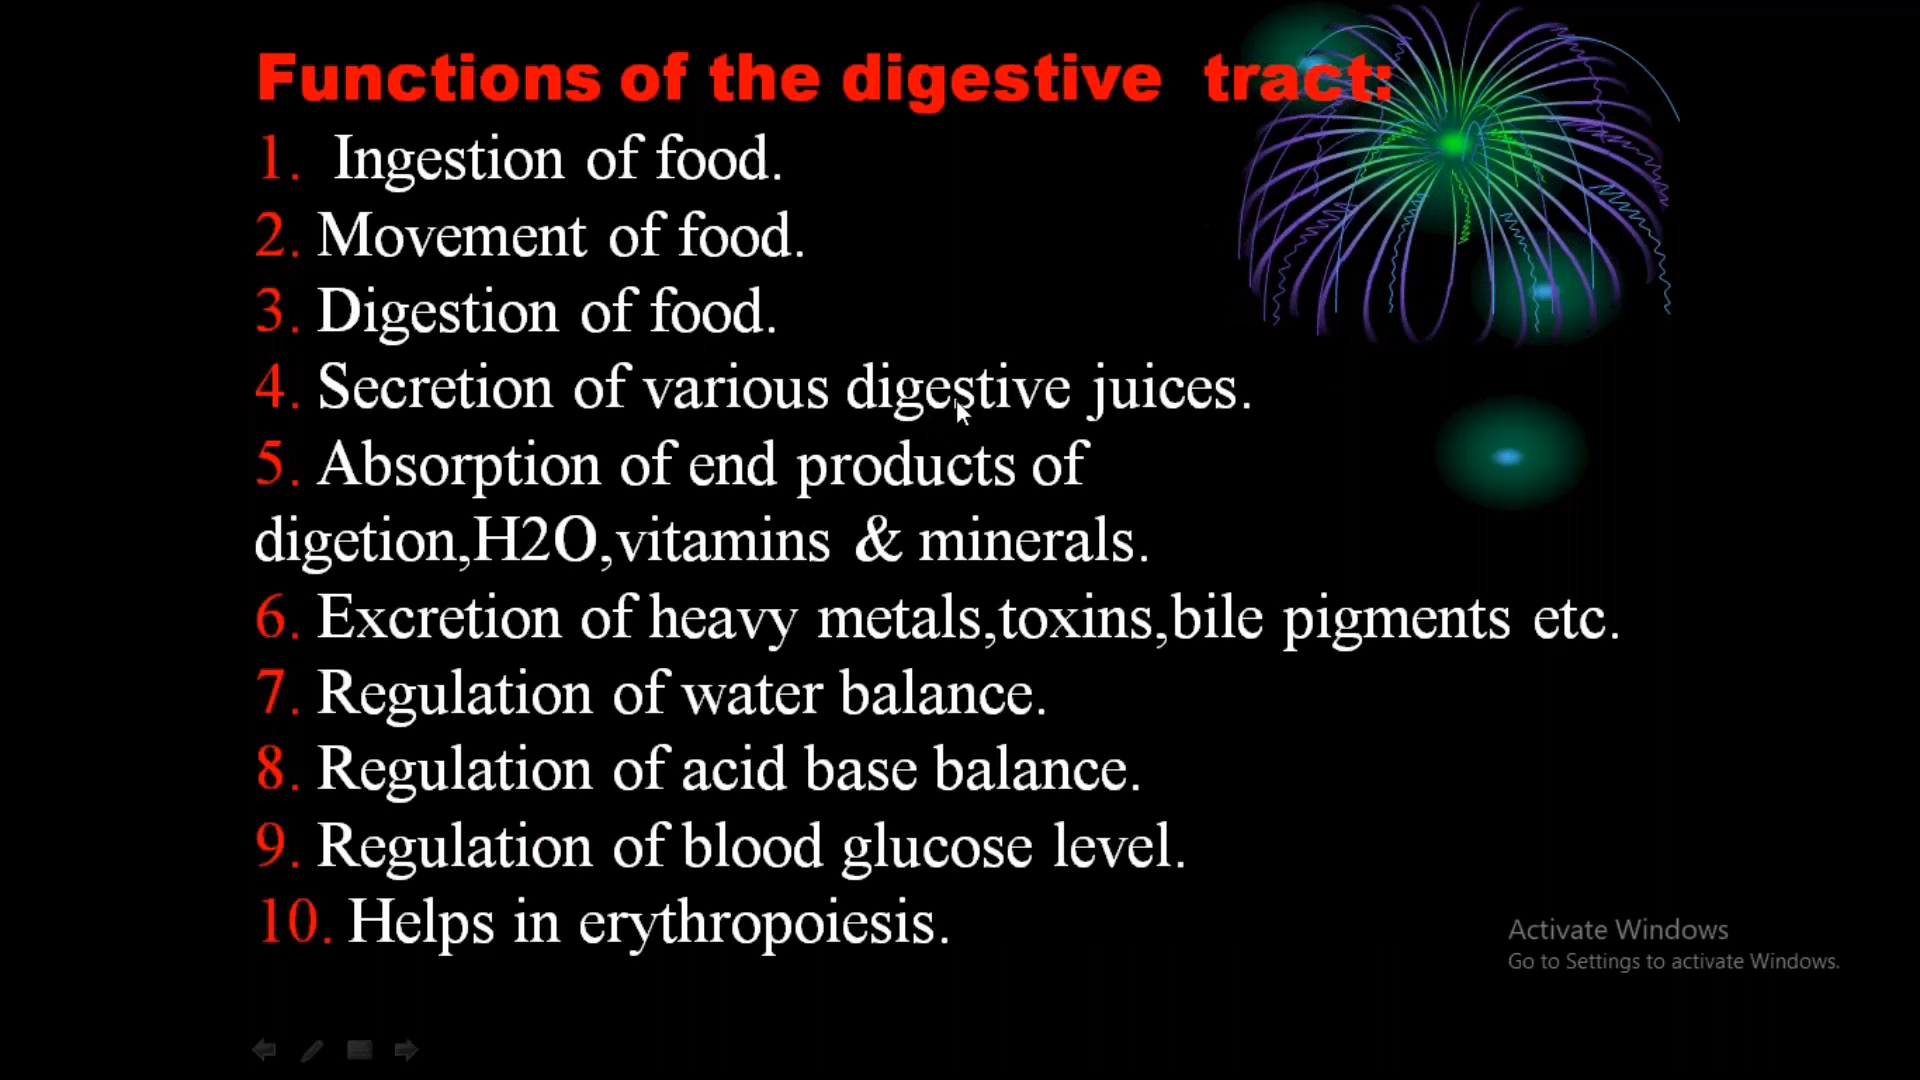 Functions of the digestive tract:
1. Ingestion of food.
2. Movement of food.
3. Digestion of food.
4. Secretion of various digestive juices.
5. Absorption of end products of
digetion,H2O,vitamins & minerals.
6. Excretion of heavy metals,toxins,bile pigments etc.
7. Regulation of water balance.
8. Regulation of acid base balance.
9. Regulation of blood glucose level.
10. Helps in erythropoiesis.
Activate Windows
Go to Settings to activate Windows.